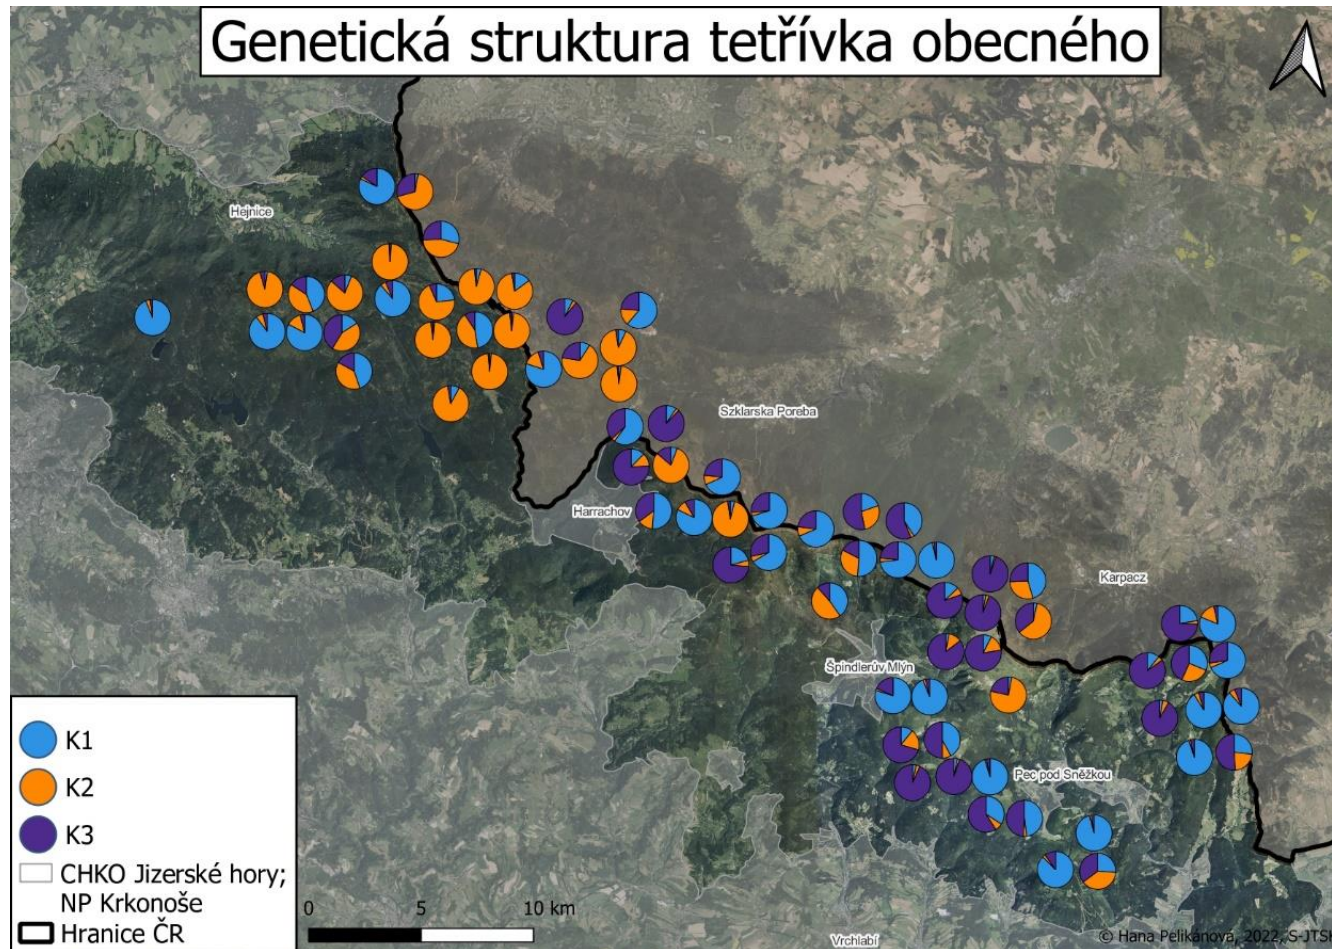 Genetická struktura tetřívka obecného
Hejnice
Szklarska Poreba
Harrachov
Karpacz
Špindlerův Mlýn
Pec pod Sněžkou
K1
K2
K3
CHKO Jizerské hory;
NP Krkonoše
Hranice ČR
0 5 10 km
Vrchlabí
© Hana Pelikánová, 2022, S-JTSK